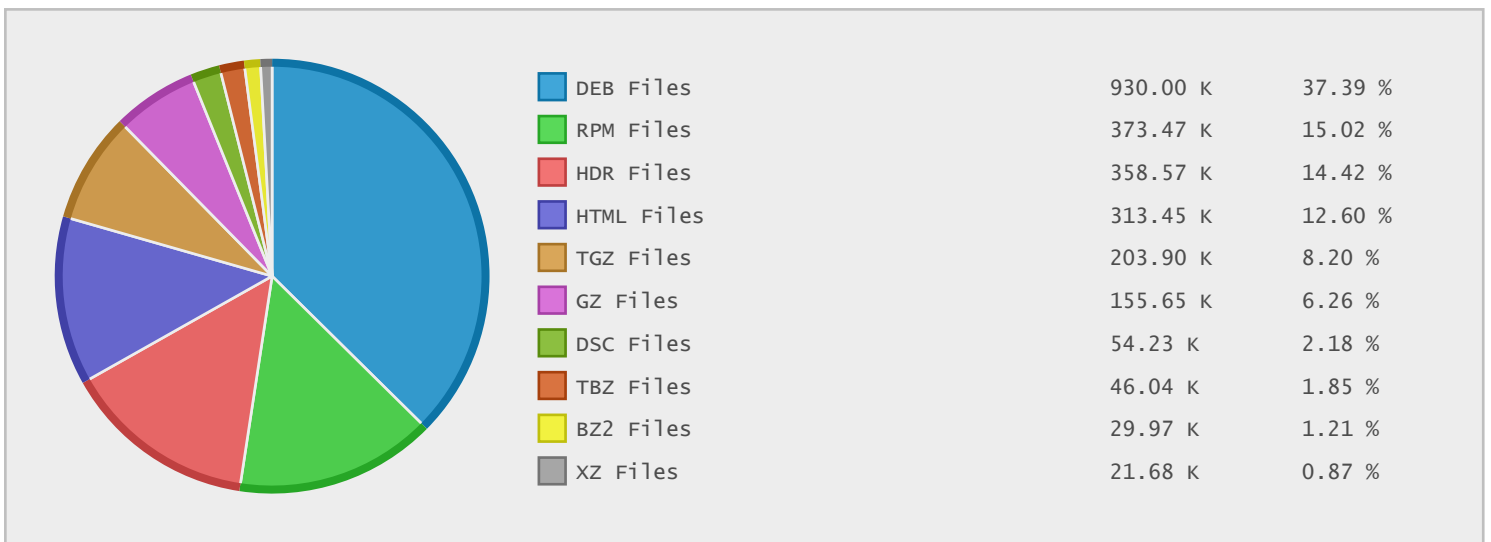 DEB Files 930.00 K 37.39 %
RPM Files 373.47 K 15.02 %
HDR Files 358.57 K 14.42 %
HTML Files 313.45 K 12.60 %
TGZ Files 203.90 K 8.20 %
GZ Files 155.65 K 6.26 %
DSC Files 54.23 K 2.18 %
TBZ Files 46.04 K 1.85 %
BZ2 Files 29.97 K 1.21 %
XZ Files 21.68 K 0.87 %